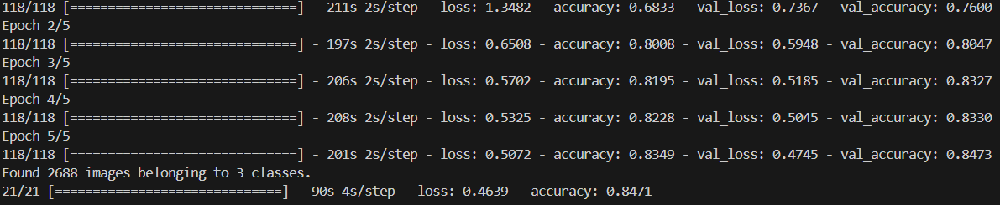 118/118 [==============================] - 211s 2s/step - loss: 1.3482 - accuracy: 0.6833 - val_loss: 0.7367 - val_accuracy: 0.7600
Epoch 2/5
118/118 [==============================] - 197s 2s/step - loss: 0.6508 - accuracy: 0.8008 - val_loss: 0.5948 - val_accuracy: 0.8047
Epoch 3/5
118/118 [==============================] - 206s 2s/step - loss: 0.5702 - accuracy: 0.8195 - val_loss: 0.5185 - val_accuracy: 0.8327
Epoch 4/5
118/118 [==============================] - 208s 2s/step - loss: 0.5325 - accuracy: 0.8228 - val_loss: 0.5045 - val_accuracy: 0.8330
Epoch 5/5
118/118 [==============================] - 201s 2s/step - loss: 0.5072 - accuracy: 0.8349 - val_loss: 0.4745 - val_accuracy: 0.8473
Found 2688 images belonging to 3 classes.
21/21 [==============================] - 90s 4s/step - loss: 0.4639 - accuracy: 0.8471